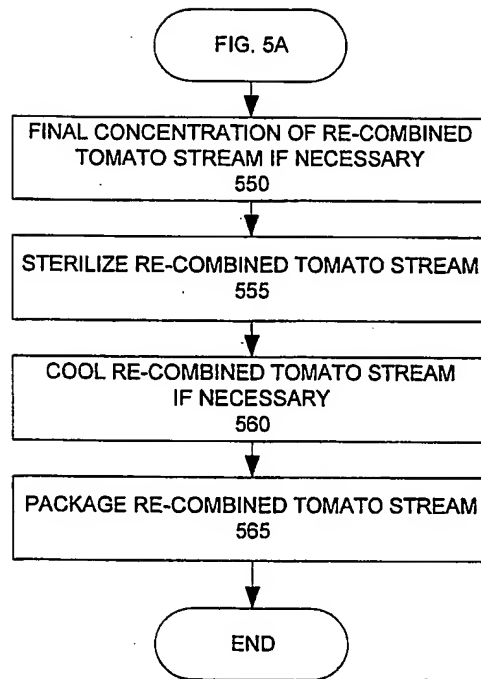 FIG. 5A
FINAL CONCENTRATION OF RE-COMBINED
TOMATO STREAM IF NECESSARY
550
STERILIZE RE-COMBINED TOMATO STREAM
555
COOL RE-COMBINED TOMATO STREAM
IF NECESSARY
560
PACKAGE RE-COMBINED TOMATO STREAM
565
END